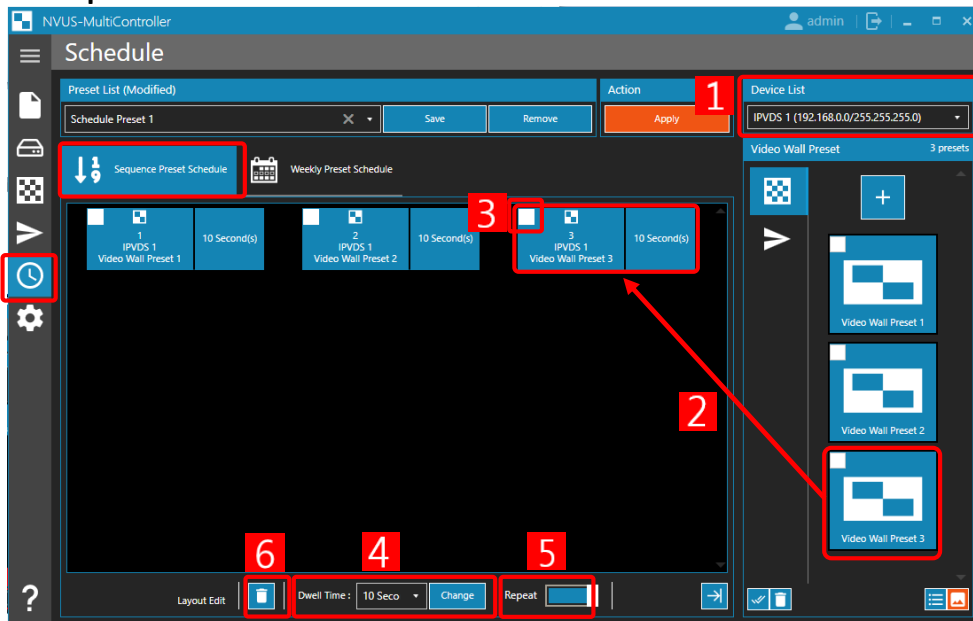 NVUS-MultiController
admin
Schedule
Preset List (Modified)
Action
1
Device List
Schedule Preset 1
Save
Remove
Apply
IPVDS 1 (192.168.0.0/255.255.255.0)
Sequence Preset Schedule
Weekly Preset Schedule
Video Wall Preset
3 presets
3
1
IPVDS 1
Video Wall Preset 1
10 Second(s)
2
IPVDS 1
Video Wall Preset 2
10 Second(s)
3
IPVDS 1
Video Wall Preset 3
10 Second(s)
+
Video Wall Preset 1
2
Video Wall Preset 2
Video Wall Preset 3
6
4
5
Layout Edit
Dwell Time :
10 Seco
Change
Repeat
?